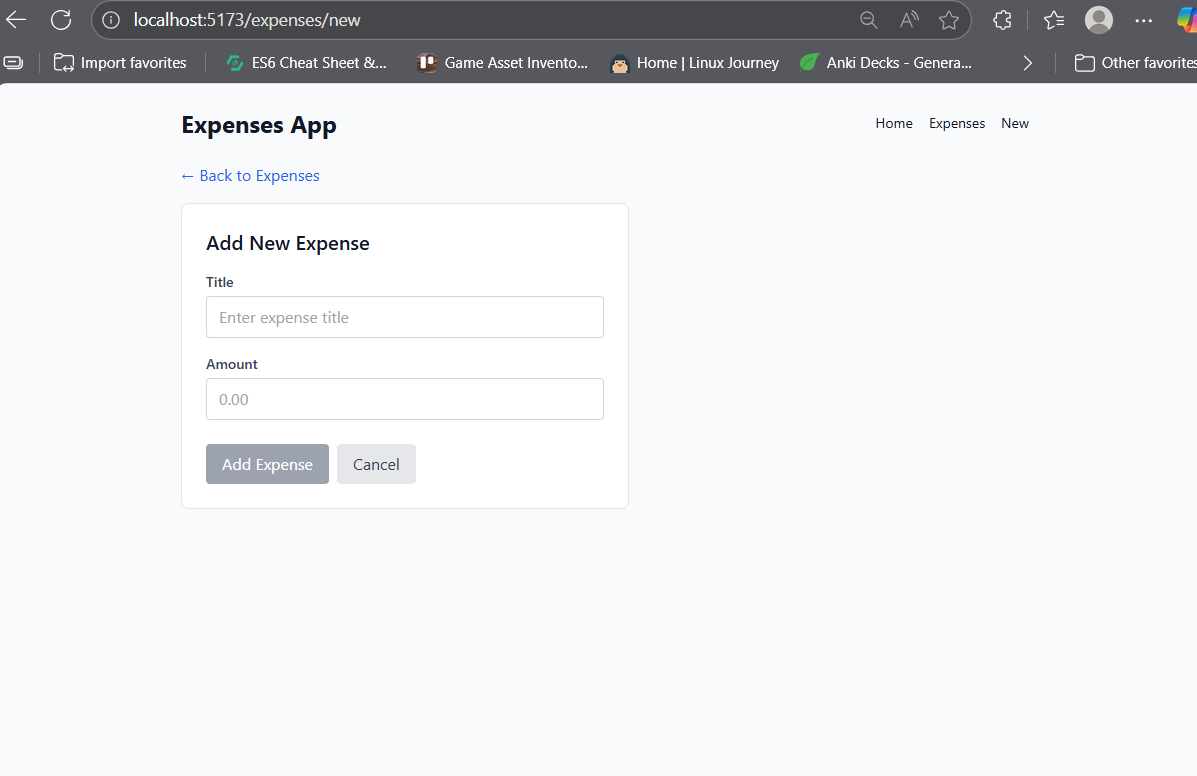 localhost:5173/expenses/new
Import favorites ES6 Cheat Sheet &... Game Asset Invento... Home | Linux Journey Anki Decks - Genera... Other favorites
Expenses App Home Expenses New
← Back to Expenses
Add New Expense
Title
Enter expense title
Amount
0.00
Add Expense Cancel